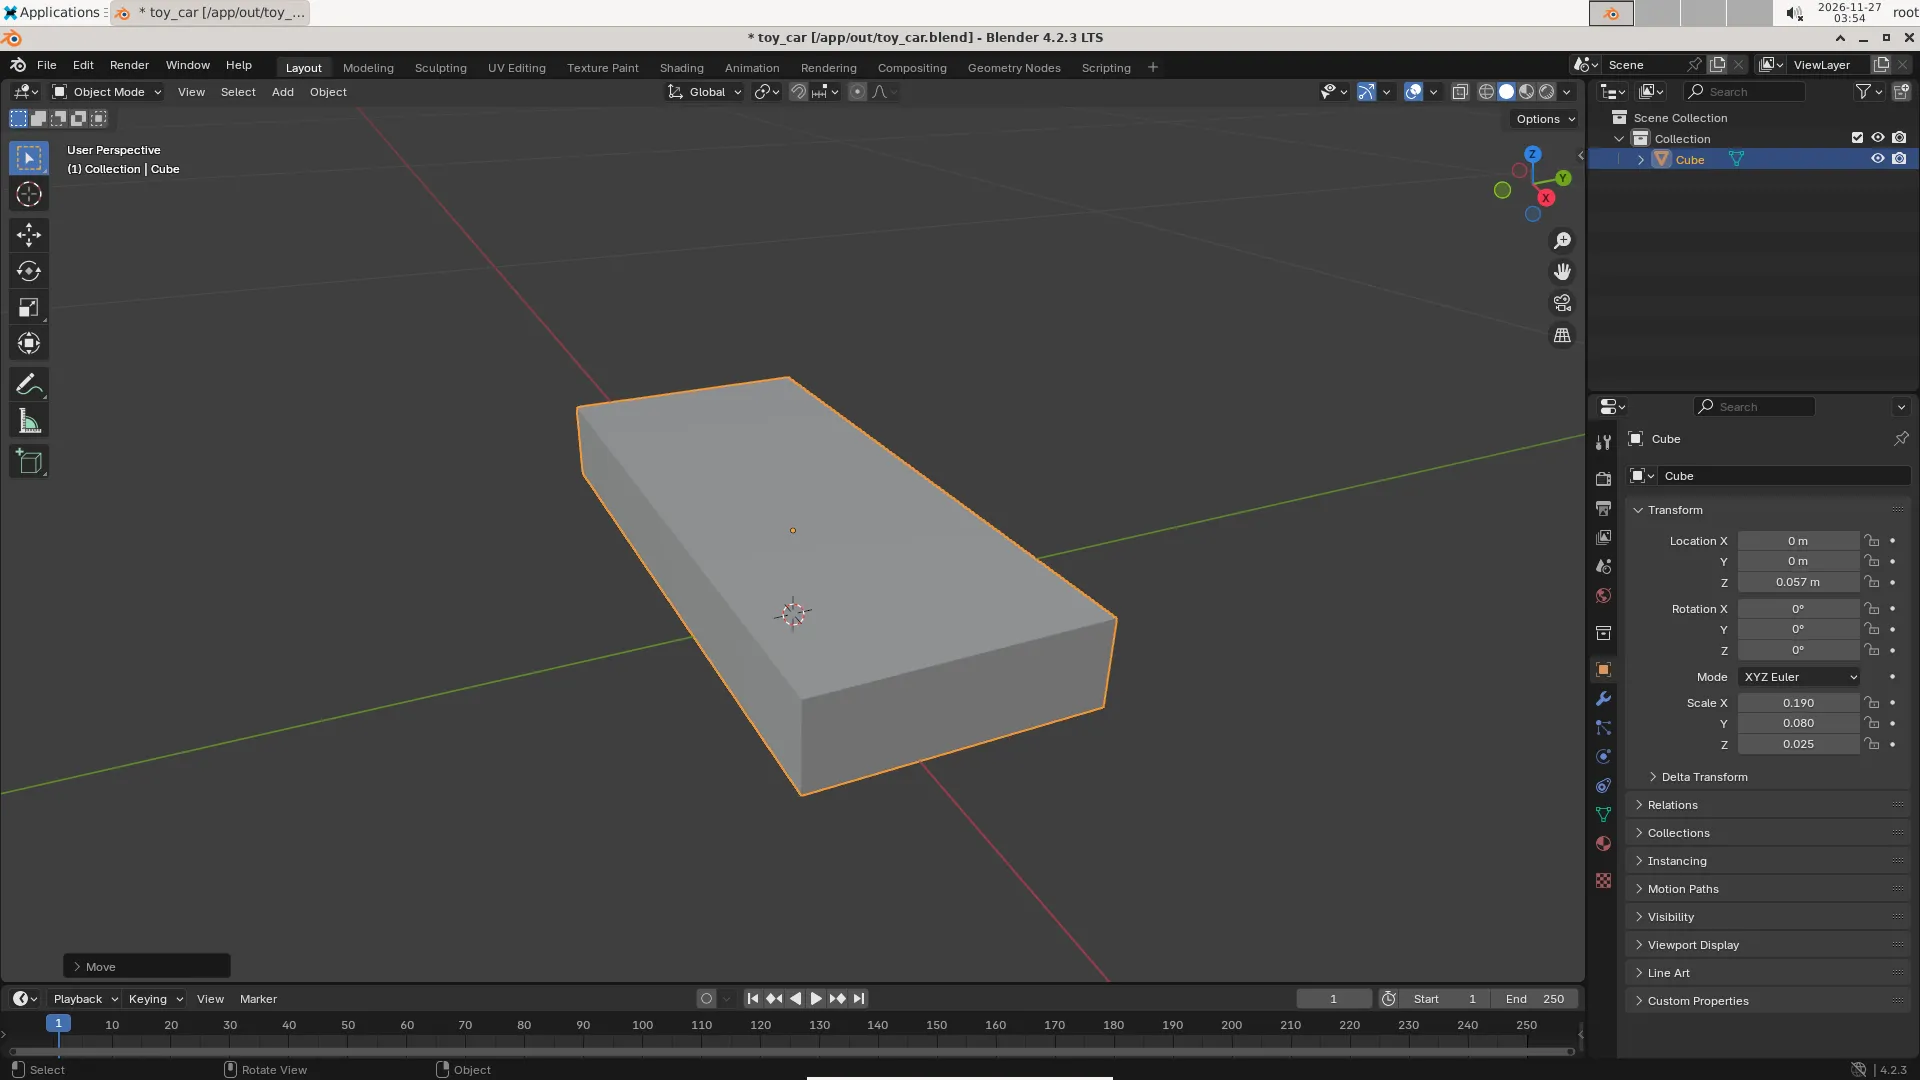 Applications
* toy_car [/app/out/toy_...
2026-11-27
03:54
root
* toy_car [/app/out/toy_car.blend] - Blender 4.2.3 LTS
File Edit Render Window Help
Layout Modeling Sculpting UV Editing Texture Paint Shading Animation Rendering Compositing Geometry Nodes Scripting
Scene
ViewLayer
Object Mode View Select Add Object
Global
Search
Options
User Perspective
(1) Collection | Cube
Z
Y
X
Scene Collection
Collection
Cube
Search
Cube
Cube
Transform
Location X 0 m
Y 0 m
Z 0.057 m
Rotation X 0°
Y 0°
Z 0°
Mode XYZ Euler
Scale X 0.190
Y 0.080
Z 0.025
Delta Transform
Relations
Collections
Instancing
Motion Paths
Visibility
Viewport Display
Line Art
Custom Properties
Move
Playback Keying View Marker
1
Start 1
End 250
1 10 20 30 40 50 60 70 80 90 100 110 120 130 140 150 160 170 180 190 200 210 220 230 240 250
Select
Rotate View
Object
4.2.3